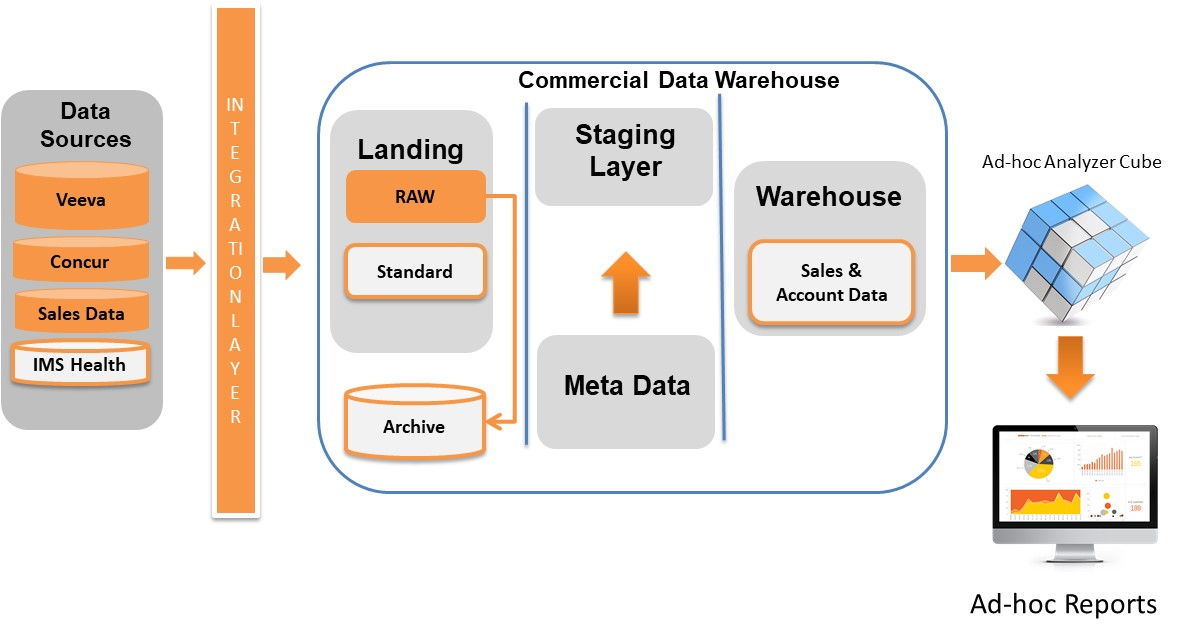 Data
Sources
Veeva
Concur
Sales Data
IMS Health
INTEGRATIONLAYER
Commercial Data Warehouse
Landing
RAW
Standard
Archive
Staging
Layer
Meta Data
Warehouse
Sales &
Account Data
Ad-hoc Analyzer Cube
Ad-hoc Reports